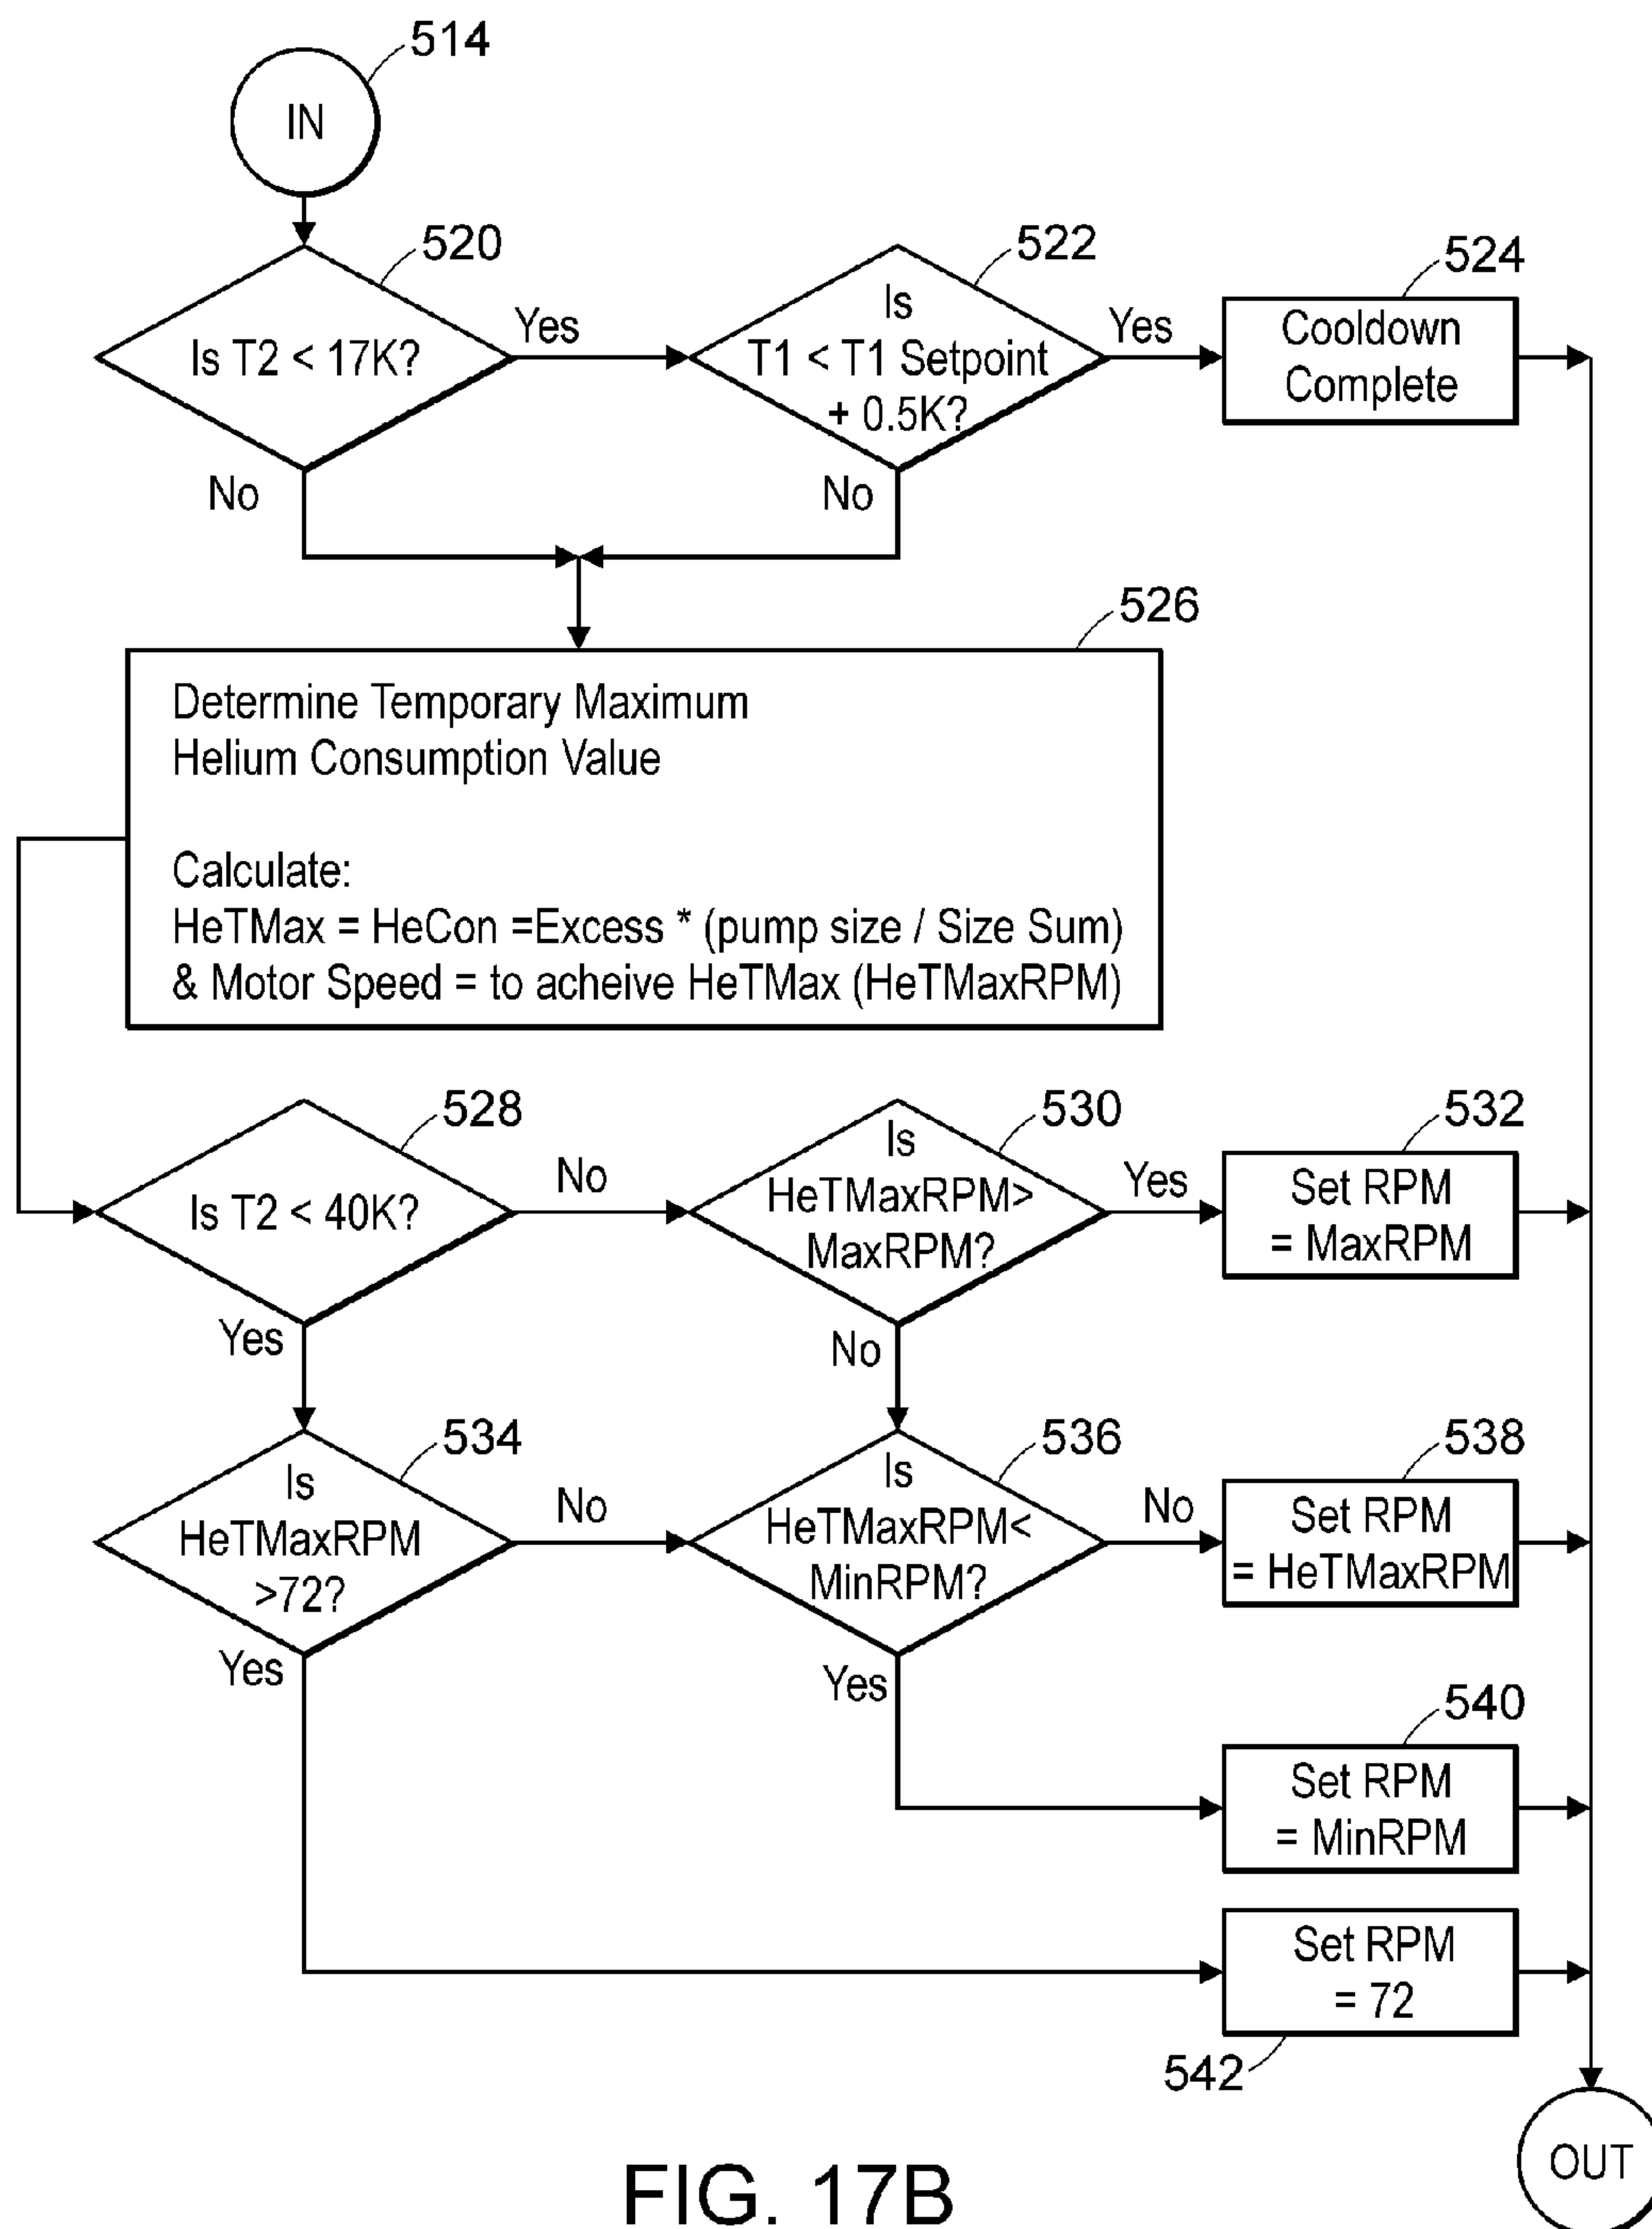 514
IN
520
Is T2 < 17K?
Yes
No
522
Is
T1 < T1 Setpoint
+ 0.5K?
Yes
No
524
Cooldown
Complete
526
Determine Temporary Maximum
Helium Consumption Value
Calculate:
HeTMax = HeCon =Excess * (pump size / Size Sum)
& Motor Speed = to acheive HeTMax (HeTMaxRPM)
528
Is T2 < 40K?
No
Yes
530
Is
HeTMaxRPM>
MaxRPM?
Yes
No
532
Set RPM
= MaxRPM
534
Is
HeTMaxRPM
>72?
No
Yes
536
Is
HeTMaxRPM<
MinRPM?
No
Yes
538
Set RPM
= HeTMaxRPM
540
Set RPM
= MinRPM
Set RPM
= 72
542
OUT
FIG. 17B